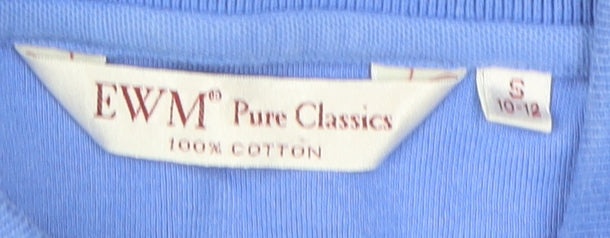 EWM® Pure Classics
100% COTTON
S
10-12